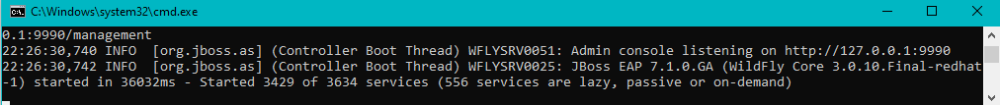 C:\Windows\system32\cmd.exe
0.1:9990/management
22:26:30,740 INFO  [org.jboss.as] (Controller Boot Thread) WFLYSRV0051: Admin console listening on http://127.0.0.1:9990
22:26:30,742 INFO  [org.jboss.as] (Controller Boot Thread) WFLYSRV0025: JBoss EAP 7.1.0.GA (WildFly Core 3.0.10.Final-redhat
-1) started in 36032ms - Started 3429 of 3634 services (556 services are lazy, passive or on-demand)